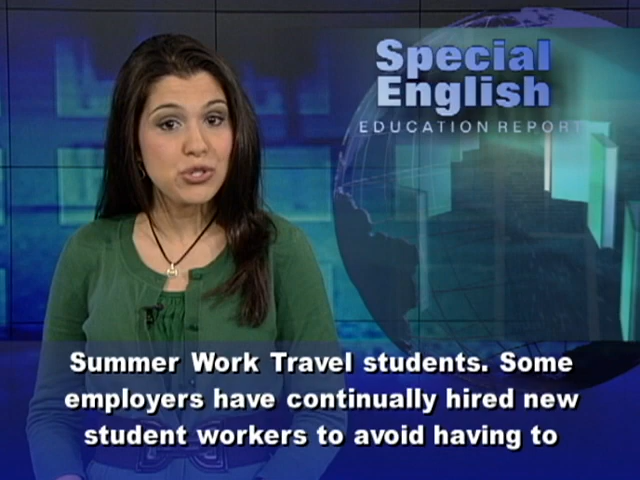 Special
English
EDUCATION REPORT
Summer Work Travel students. Some
employers have continually hired new
student workers to avoid having to